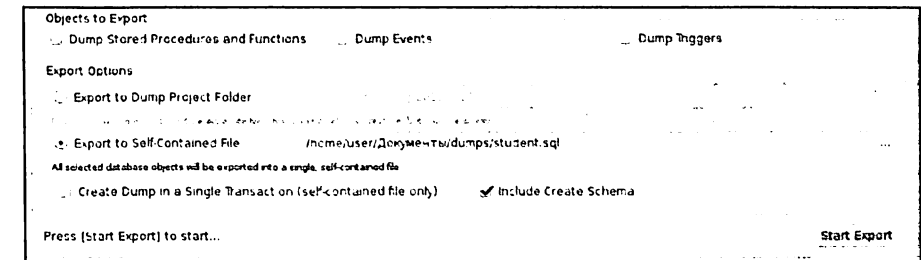 Objects to Export
Dump Stored Procedures and Functions Dump Events Dump Triggers
Export Options
Export to Dump Project Folder
Export to Self-Contained File /home/user/Документы/dumps/student.sql ...
All selected database objects will be exported into a single, self-contained file
Create Dump in a Single Transaction (self-contained file only) Include Create Schema
Press [Start Export] to start... Start Export